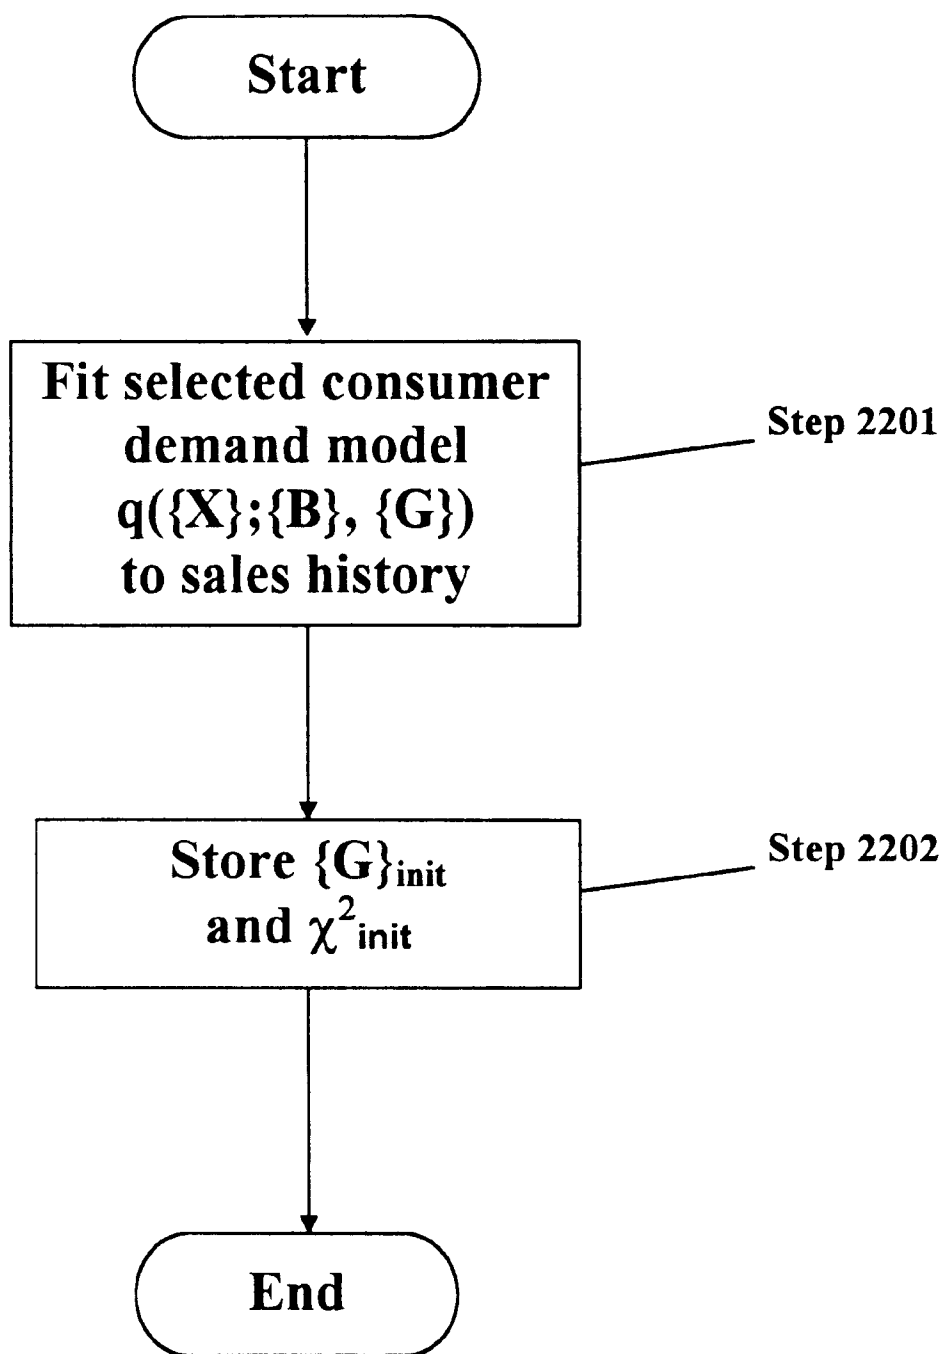 Start
Fit selected consumer
demand model
q({X};{B}, {G})
to sales history
Step 2201
Store {G}init
and χ²init
Step 2202
End